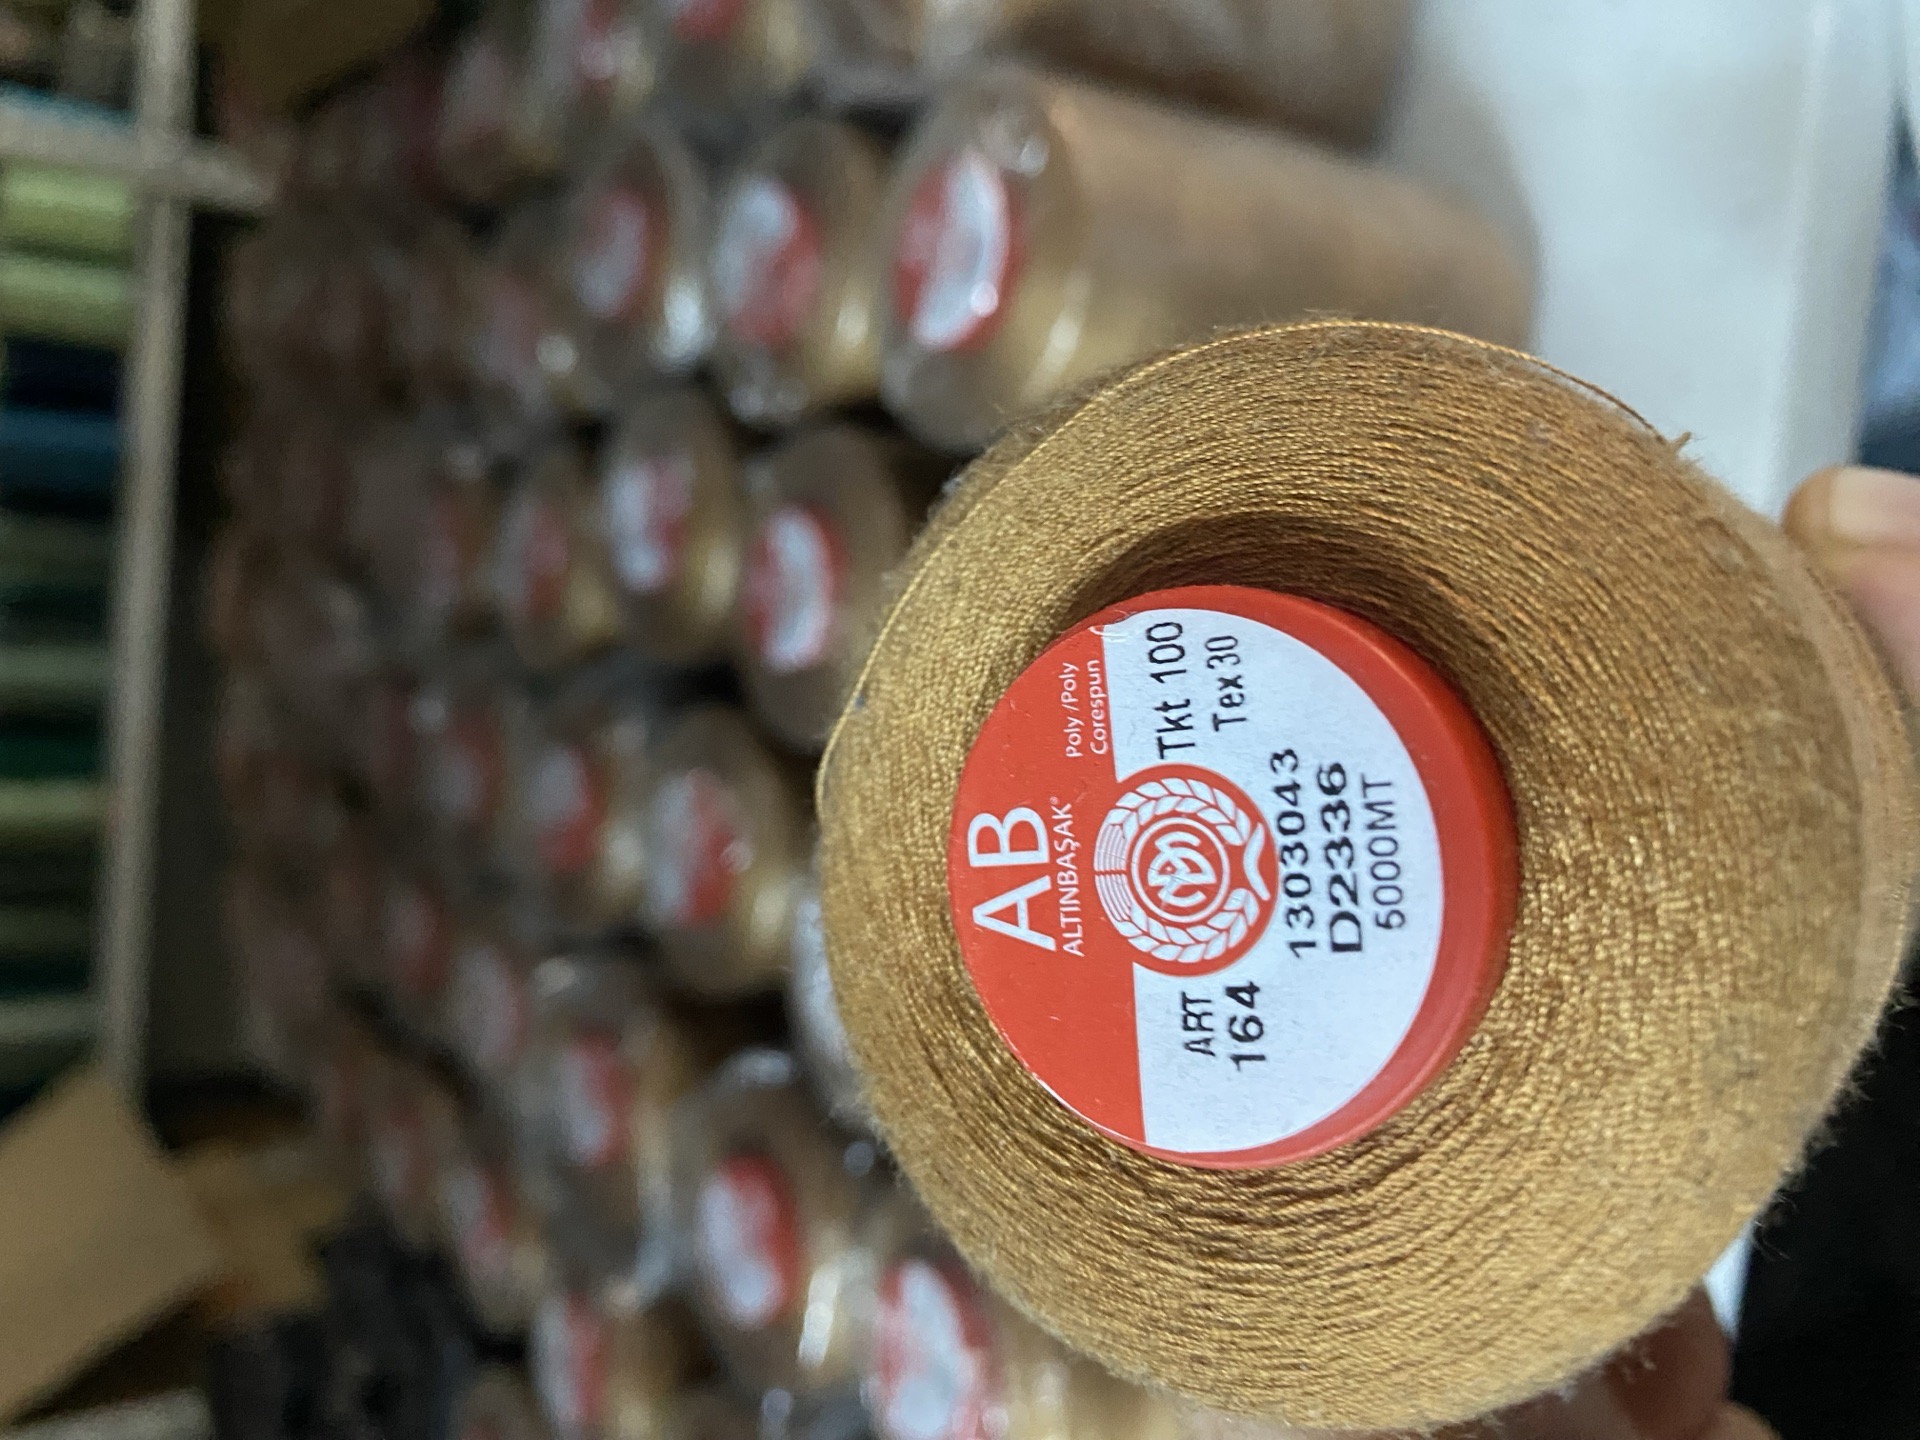 AB
ALTINBAŞAK®
Poly /Poly
Corespun
ART
164
Tkt 100
Tex 30
1303043
D2336
5000MT